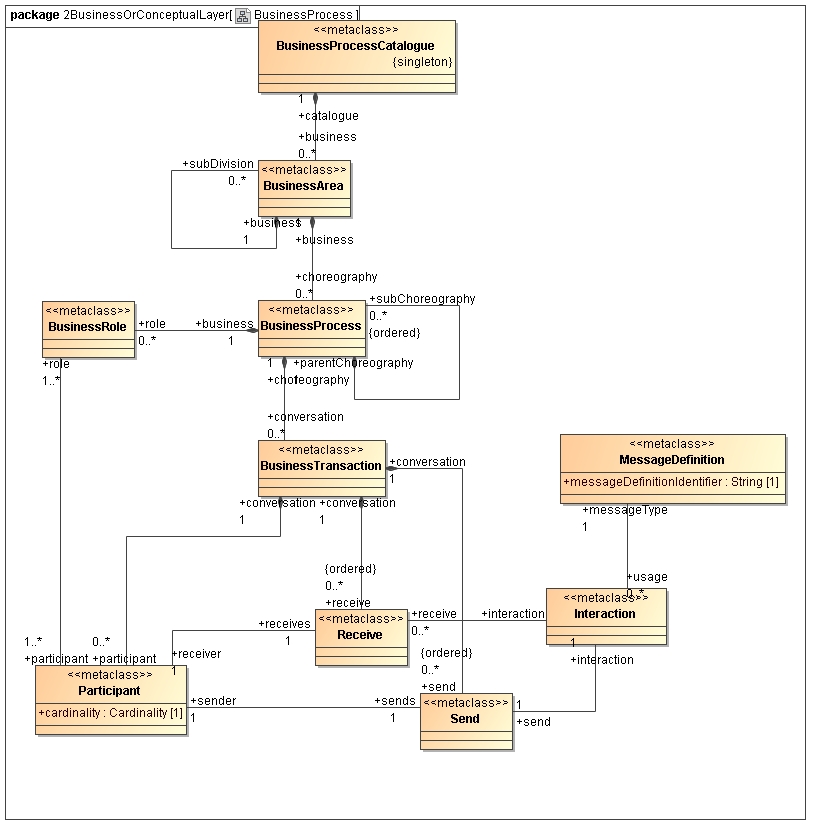 package 2BusinessOrConceptualLayer[ BusinessProcess ]
<<metaclass>>
BusinessProcessCatalogue
{singleton}
1
+catalogue
+business
0..*
+subDivision
0..*
<<metaclass>>
BusinessArea
+business
1
1
+business
+choreography
0..*
<<metaclass>>
BusinessRole
+role
0..*
+business
1
<<metaclass>>
BusinessProcess
+subChoreography
0..*
{ordered}
+role
1..*
1
+parentChoreography
+choreography
1
+conversation
0..*
<<metaclass>>
BusinessTransaction
+conversation
1
<<metaclass>>
MessageDefinition
+messageDefinitionIdentifier : String [1]
+conversation
1
+conversation
1
+messageType
1
{ordered}
0..*
+receive
+usage
0..*
<<metaclass>>
Receive
+receive
0..*
+interaction
1
<<metaclass>>
Interaction
+receives
1
+receiver
1
{ordered}
0..*
+send
+interaction
1..*
+participant
0..*
+participant
<<metaclass>>
Participant
+cardinality : Cardinality [1]
+sender
1
+sends
1
<<metaclass>>
Send
1
+send